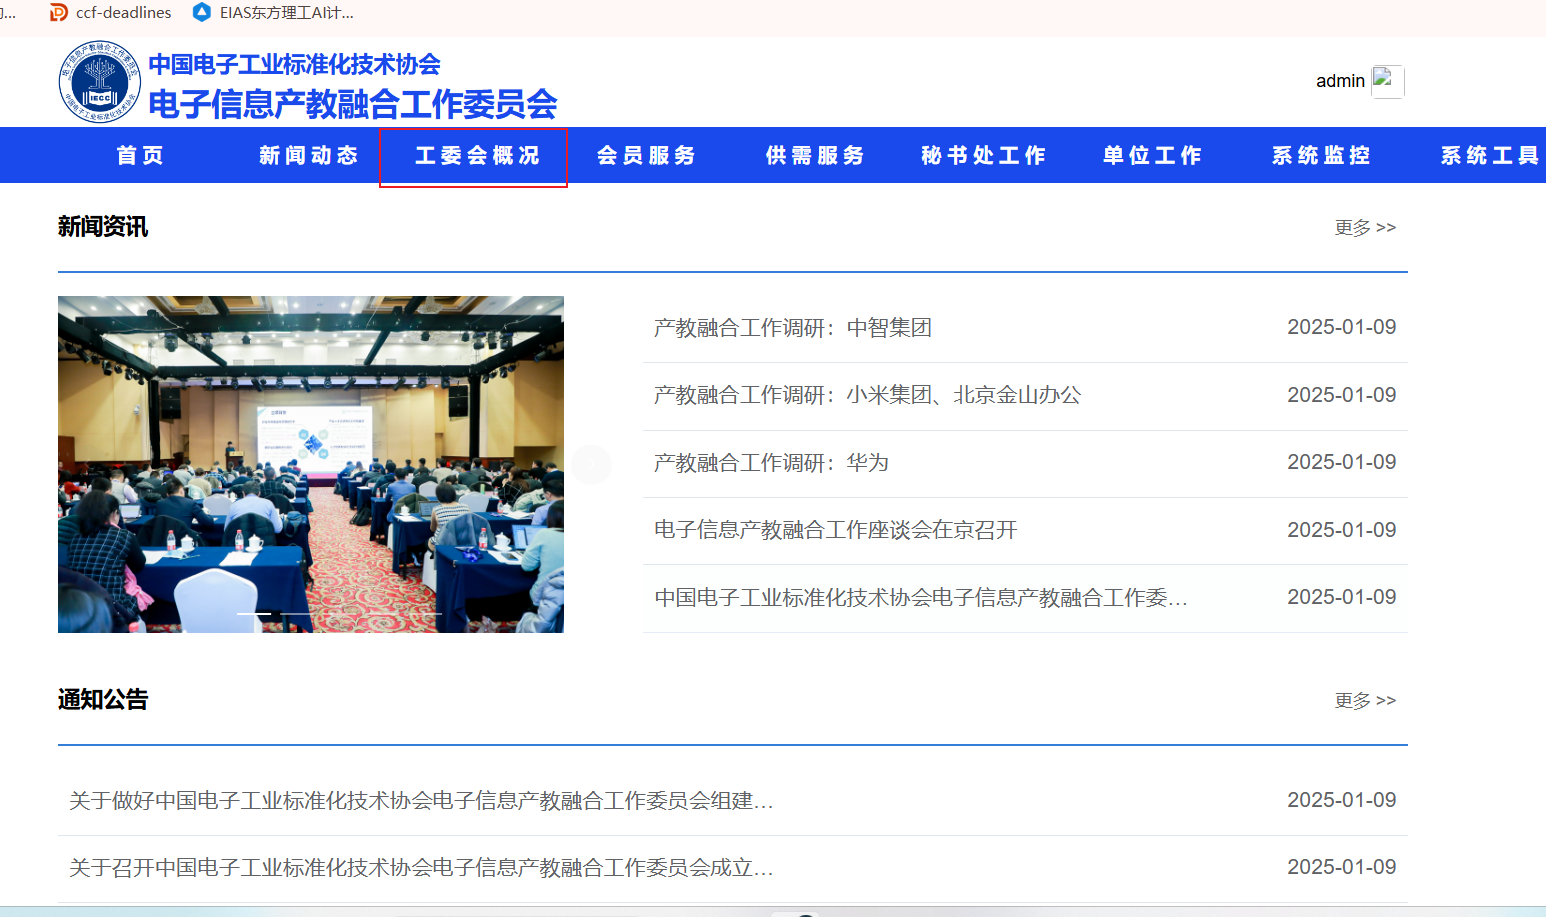 ccf-deadlines
EIAS东方理工AI计...
中国电子工业标准化技术协会
电子信息产教融合工作委员会
IECC
admin
首页
新闻动态
工委会概况
会员服务
供需服务
秘书处工作
单位工作
系统监控
系统工具
新闻资讯
更多 >>
产教融合工作调研：中智集团
2025-01-09
产教融合工作调研：小米集团、北京金山办公
2025-01-09
产教融合工作调研：华为
2025-01-09
电子信息产教融合工作座谈会在京召开
2025-01-09
中国电子工业标准化技术协会电子信息产教融合工作委...
2025-01-09
通知公告
更多 >>
关于做好中国电子工业标准化技术协会电子信息产教融合工作委员会组建...
2025-01-09
关于召开中国电子工业标准化技术协会电子信息产教融合工作委员会成立...
2025-01-09